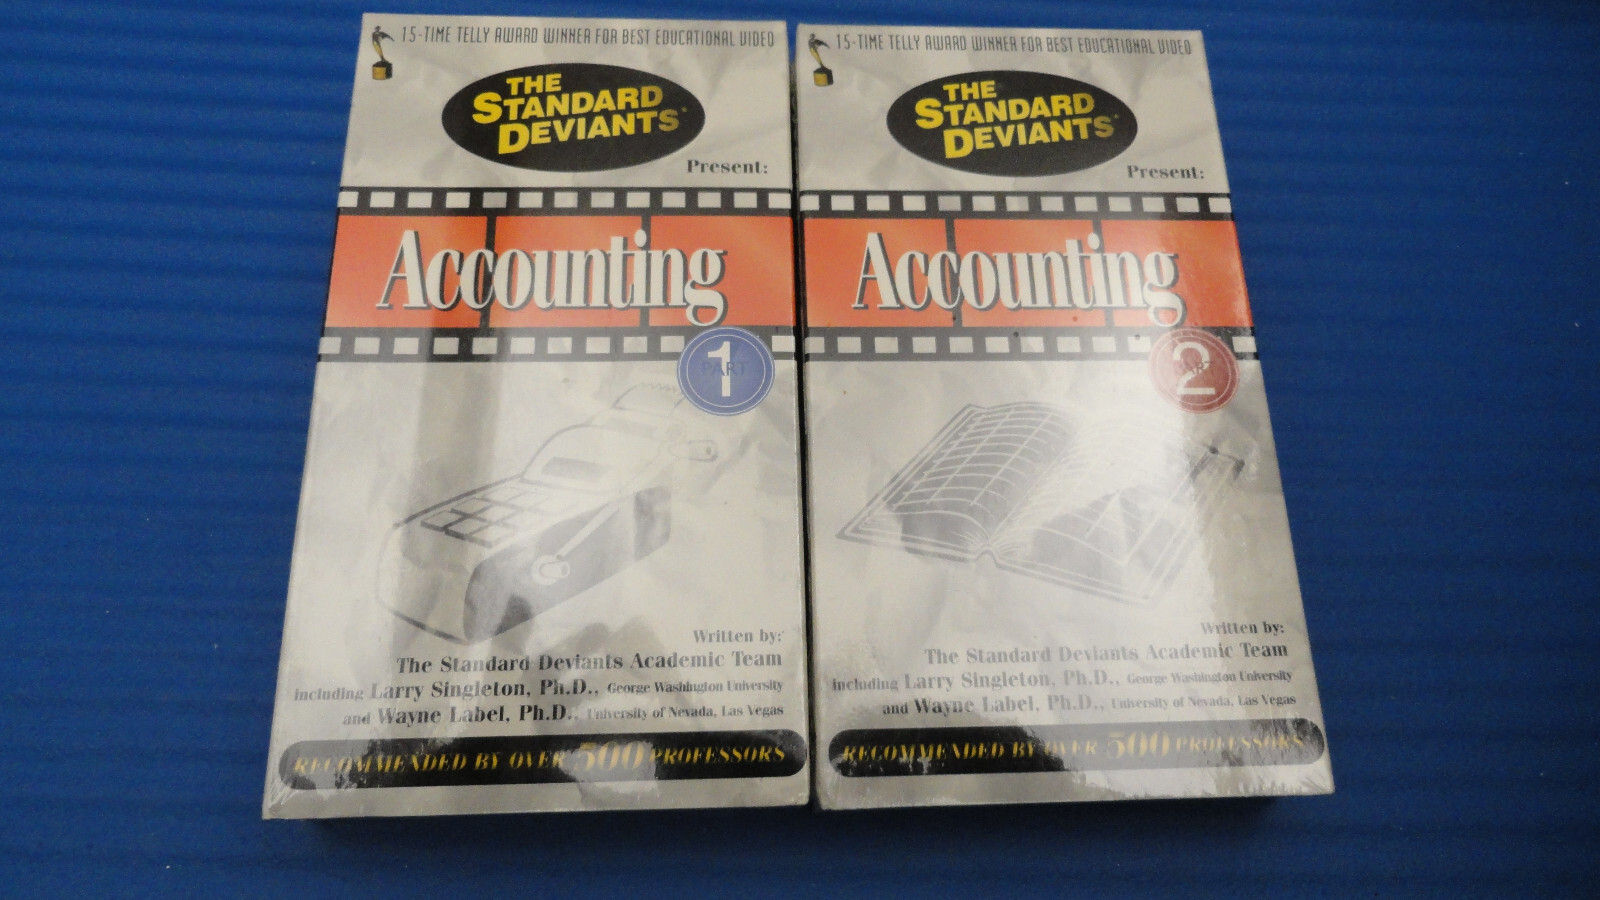 15-TIME TELLY AWARD WINNER FOR BEST EDUCATIONAL VIDEO
THE
STANDARD
DEVIANTS®
Present:
Accounting
PART
1
Written by:
The Standard Deviants Academic Team
including Larry Singleton, Ph.D., George Washington University
and Wayne Label, Ph.D., University of Nevada, Las Vegas
RECOMMENDED BY OVER 500 PROFESSORS
15-TIME TELLY AWARD WINNER FOR BEST EDUCATIONAL VIDEO
THE
STANDARD
DEVIANTS®
Present:
Accounting
PART
2
Written by:
The Standard Deviants Academic Team
including Larry Singleton, Ph.D., George Washington University
and Wayne Label, Ph.D., University of Nevada, Las Vegas
RECOMMENDED BY OVER 500 PROFESSORS